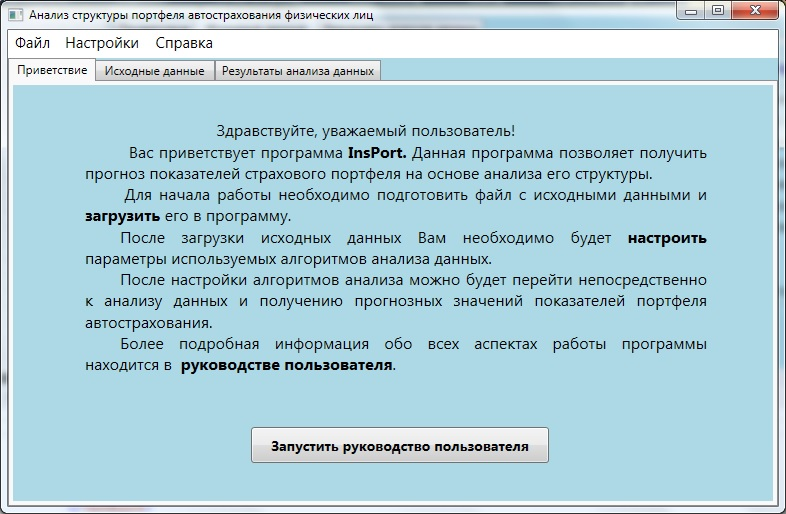 Анализ структуры портфеля автострахования физических лиц
Файл Настройки Справка
Приветствие Исходные данные Результаты анализа данных
Здравствуйте, уважаемый пользователь!
Вас приветствует программа InsPort. Данная программа позволяет получить
прогноз показателей страхового портфеля на основе анализа его структуры.
Для начала работы необходимо подготовить файл с исходными данными и
загрузить его в программу.
После загрузки исходных данных Вам необходимо будет настроить
параметры используемых алгоритмов анализа данных.
После настройки алгоритмов анализа можно будет перейти непосредственно
к анализу данных и получению прогнозных значений показателей портфеля
автострахования.
Более подробная информация обо всех аспектах работы программы
находится в руководстве пользователя.
Запустить руководство пользователя